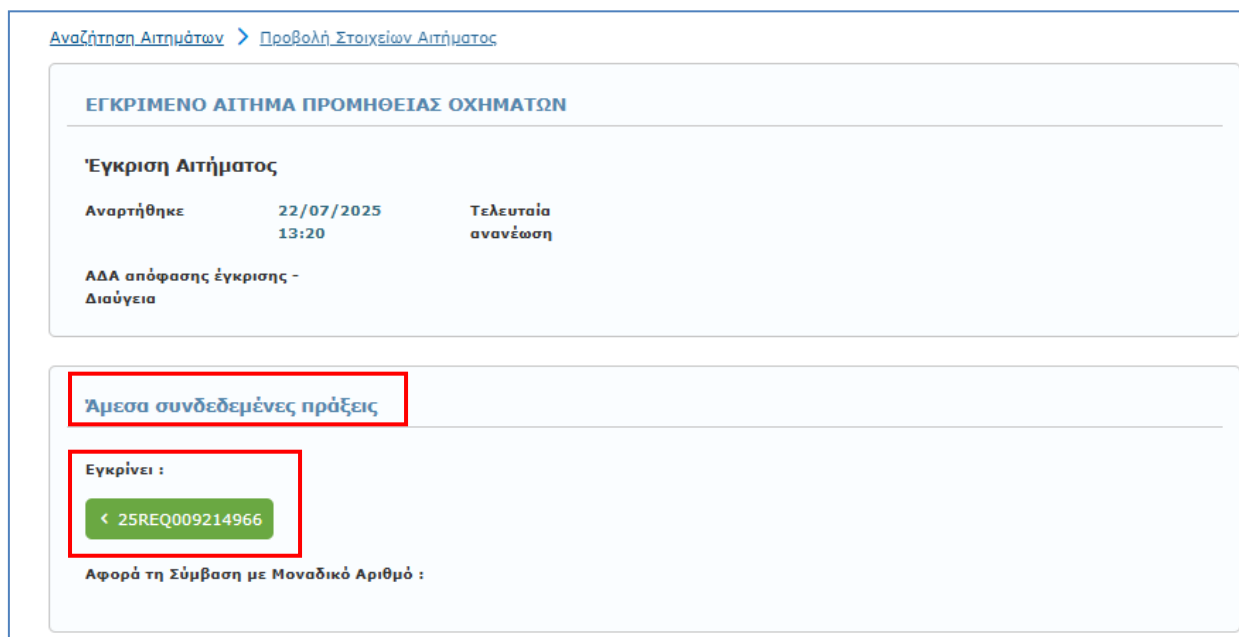 Αναζήτηση Αιτημάτων > Προβολή Στοιχείων Αιτήματος
ΕΓΚΡΙΜΕΝΟ ΑΙΤΗΜΑ ΠΡΟΜΗΘΕΙΑΣ ΟΧΗΜΑΤΩΝ
Έγκριση Αιτήματος
Αναρτήθηκε 22/07/2025 Τελευταία
13:20 ανανέωση
ΑΔΑ απόφασης έγκρισης -
Διαύγεια
Άμεσα συνδεδεμένες πράξεις
Εγκρίνει :
< 25REQ009214966
Αφορά τη Σύμβαση με Μοναδικό Αριθμό :